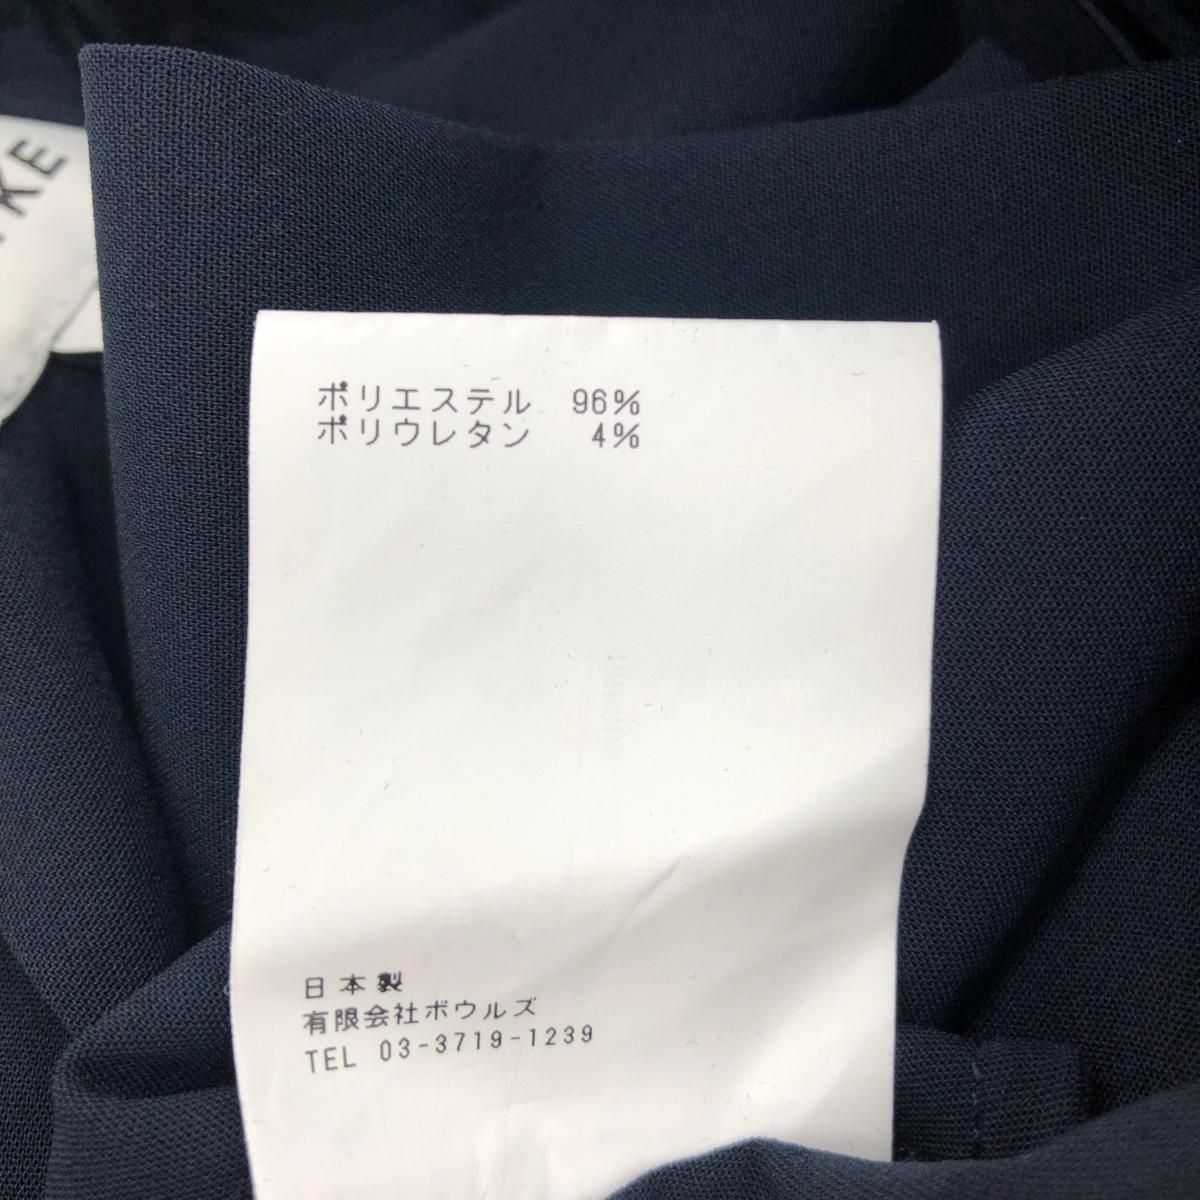 KE
ポリエステル 96%
ポリウレタン 4%
日本製
有限会社ボウルズ
TEL 03-3719-1239